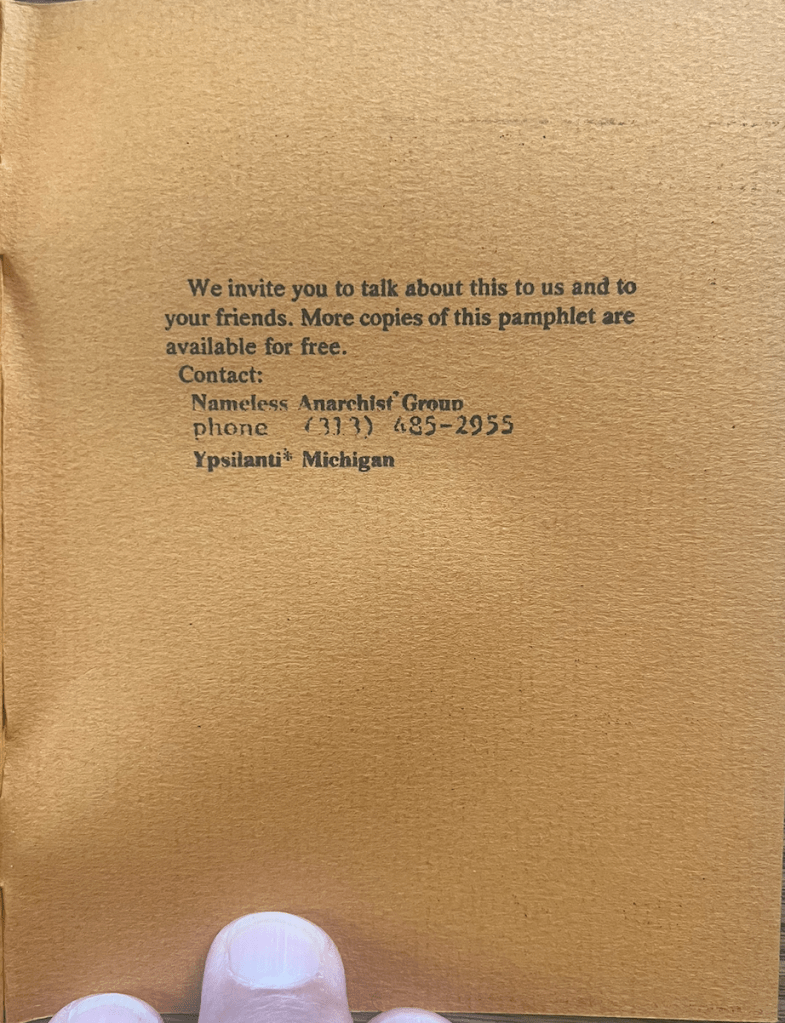 We invite you to talk about this to us and to
your friends. More copies of this pamphlet are
available for free.
Contact:
Nameless Anarchist Group
phone (313) 485-2955
Ypsilanti* Michigan